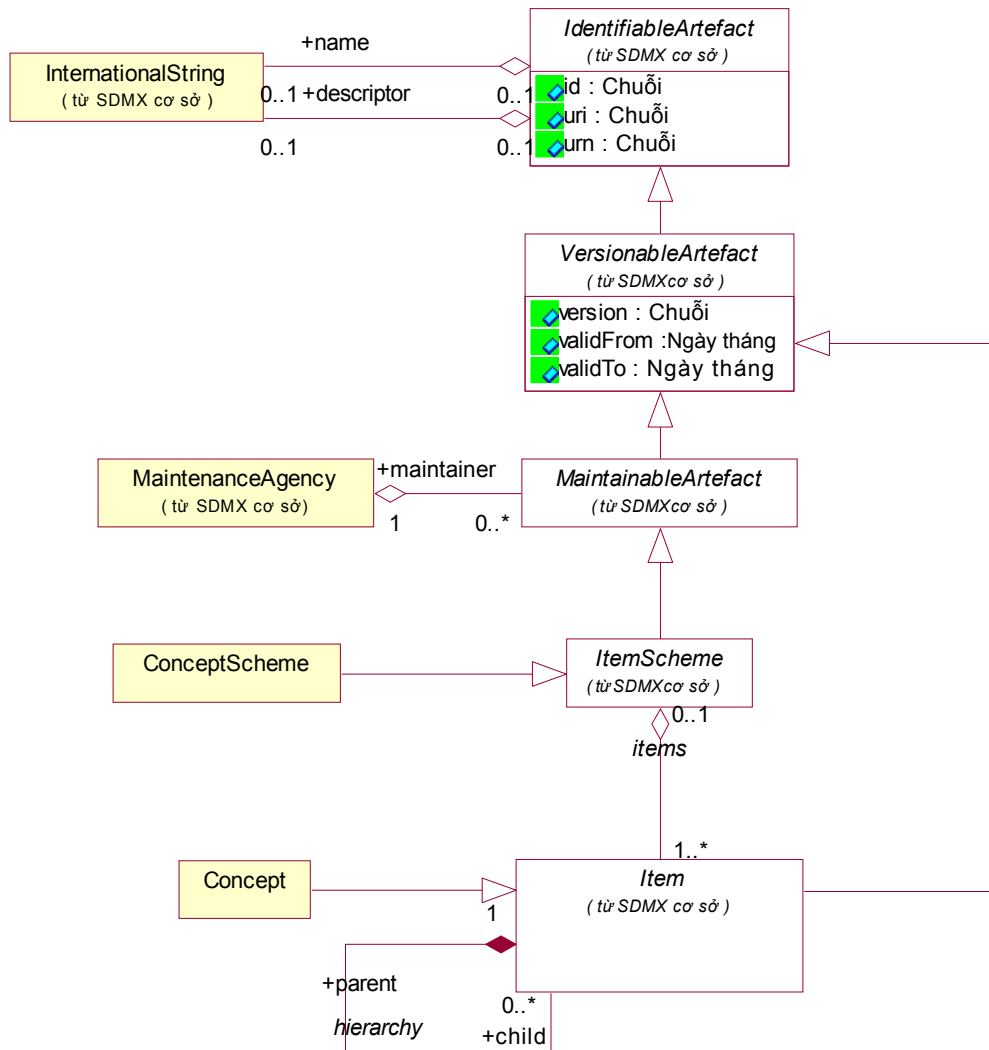 IdentifiableArtefact
( từ SDMX cơ sở )
id : Chuỗi
uri : Chuỗi
urn : Chuỗi
+name
InternationalString
( từ SDMX cơ sở )
0..1
+descriptor
0..1
0..1
0..1
VersionableArtefact
( từ SDMXcơ sở )
version : Chuỗi
validFrom :Ngày tháng
validTo : Ngày tháng
MaintenanceAgency
( từ SDMX cơ sở)
+maintainer
1
0..*
MaintainableArtefact
( từ SDMXcơ sở )
ConceptScheme
ItemScheme
( từ SDMXcơ sở )
0..1
items
1..*
Concept
Item
( từ SDMX cơ sở )
1
+parent
hierarchy
0..*
+child